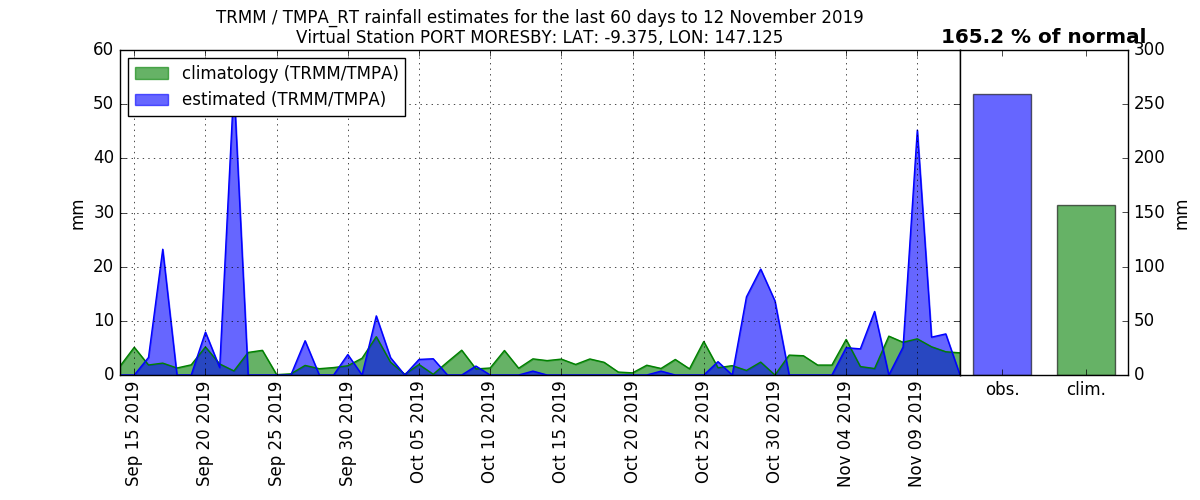 TRMM / TMPA_RT rainfall estimates for the last 60 days to 12 November 2019
Virtual Station PORT MORESBY: LAT: -9.375, LON: 147.125
165.2 % of normal
climatology (TRMM/TMPA)
estimated (TRMM/TMPA)
mm
60
50
40
30
20
10
0
Sep 15 2019
Sep 20 2019
Sep 25 2019
Sep 30 2019
Oct 05 2019
Oct 10 2019
Oct 15 2019
Oct 20 2019
Oct 25 2019
Oct 30 2019
Nov 04 2019
Nov 09 2019
obs.
clim.
300
250
200
150
100
50
0
mm